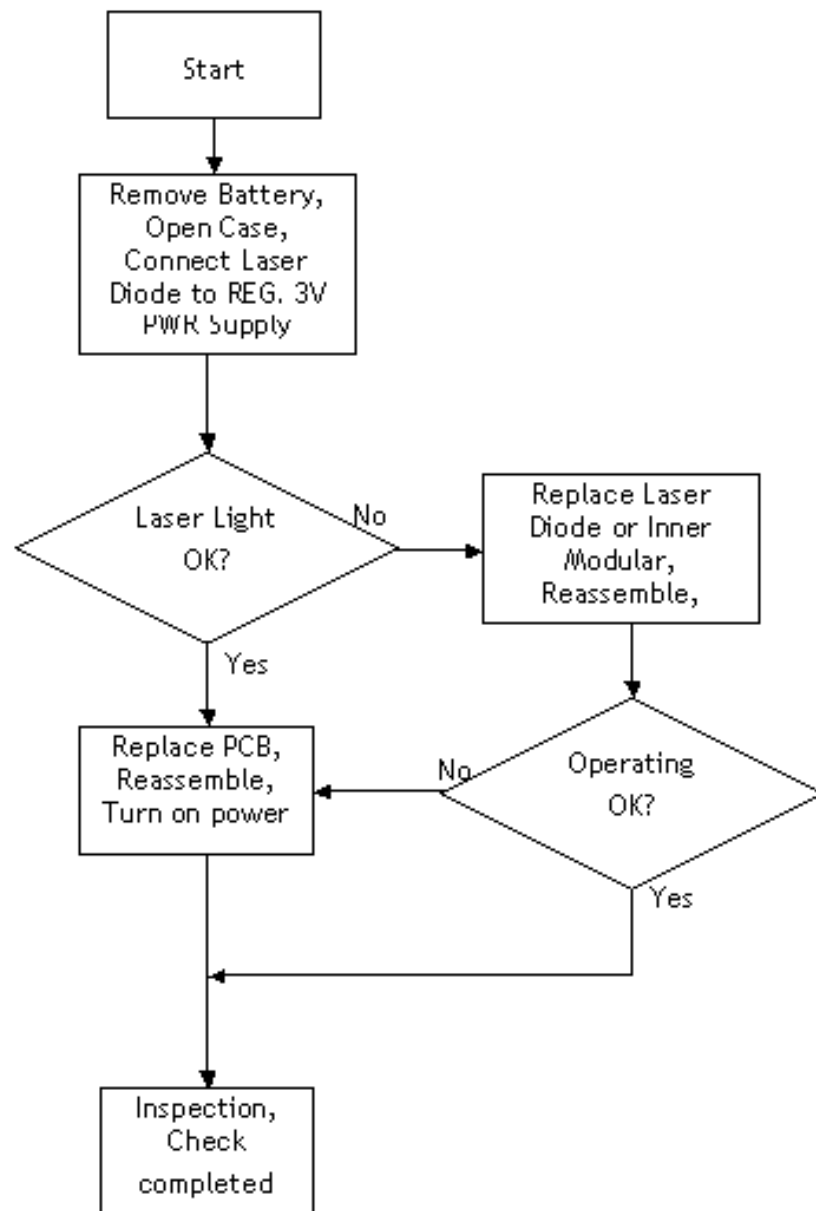 Start
Remove Battery,
Open Case,
Connect Laser
Diode to REG. 3V
PWR Supply
Laser Light
OK?
No
Replace Laser
Diode or Inner
Modular,
Reassemble,
Yes
Replace PCB,
Reassemble,
Turn on power
No
Operating
OK?
Yes
Inspection,
Check
completed